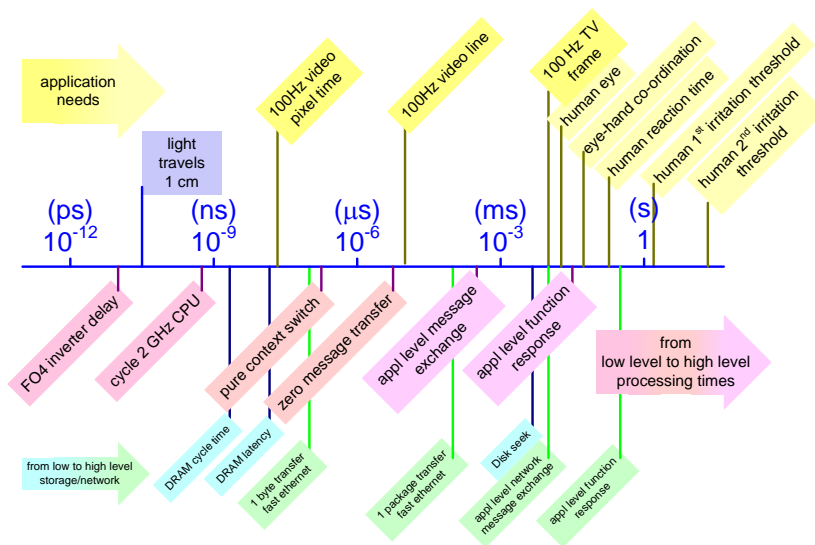 application
needs
light
travels
1 cm
100Hz video
pixel time
100Hz video line
100 Hz TV
frame
human eye
eye-hand co-ordination
human reaction time
human 1st irritation threshold
human 2nd irritation
threshold
(ps)
10-12
(ns)
10-9
(μs)
10-6
(ms)
10-3
(s)
1
FO4 inverter delay
cycle 2 GHz CPU
pure context switch
zero message transfer
appl level message
exchange
appl level function
response
from
low level to high level
processing times
from low to high level
storage/network
DRAM cycle time
DRAM latency
1 byte transfer
fast ethernet
1 package transfer
fast ethernet
Disk seek
appl level network
message exchange
appl level function
response